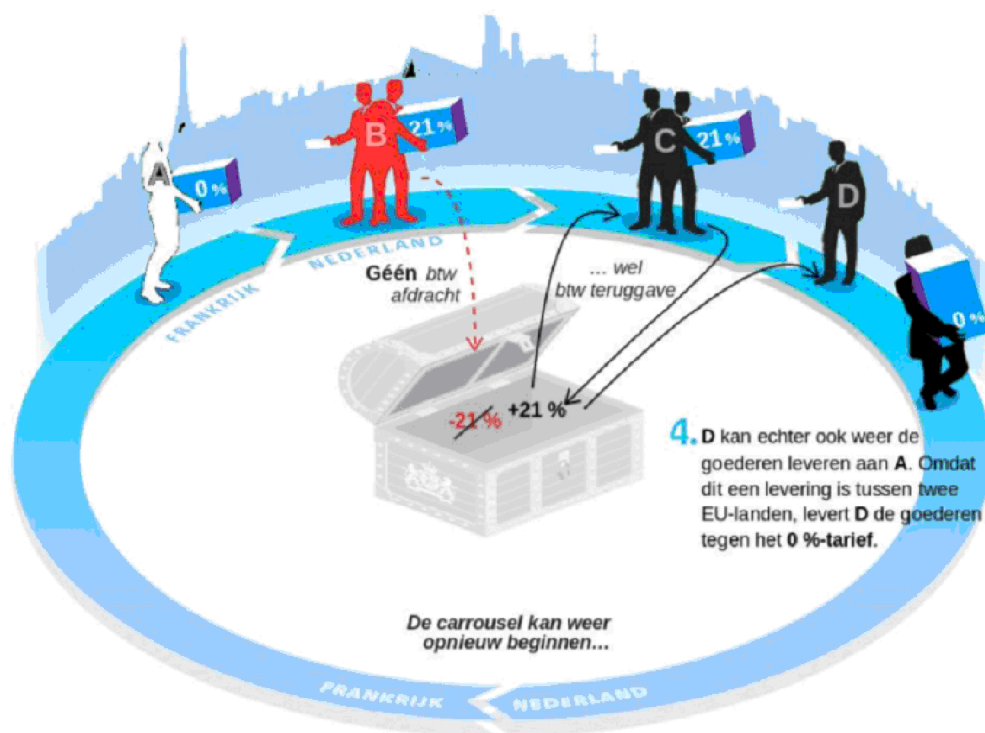 A
0 %
B
21 %
C
21 %
D
0 %
FRANKRIJK
NEDERLAND
Géén btw
afdracht
... wel
btw teruggave
-21 %
+21 %
4. D kan echter ook weer de
goederen leveren aan A. Omdat
dit een levering is tussen twee
EU-landen, levert D de goederen
tegen het 0 %-tarief.
De carrousel kan weer
opnieuw beginnen...
FRANKRIJK
NEDERLAND